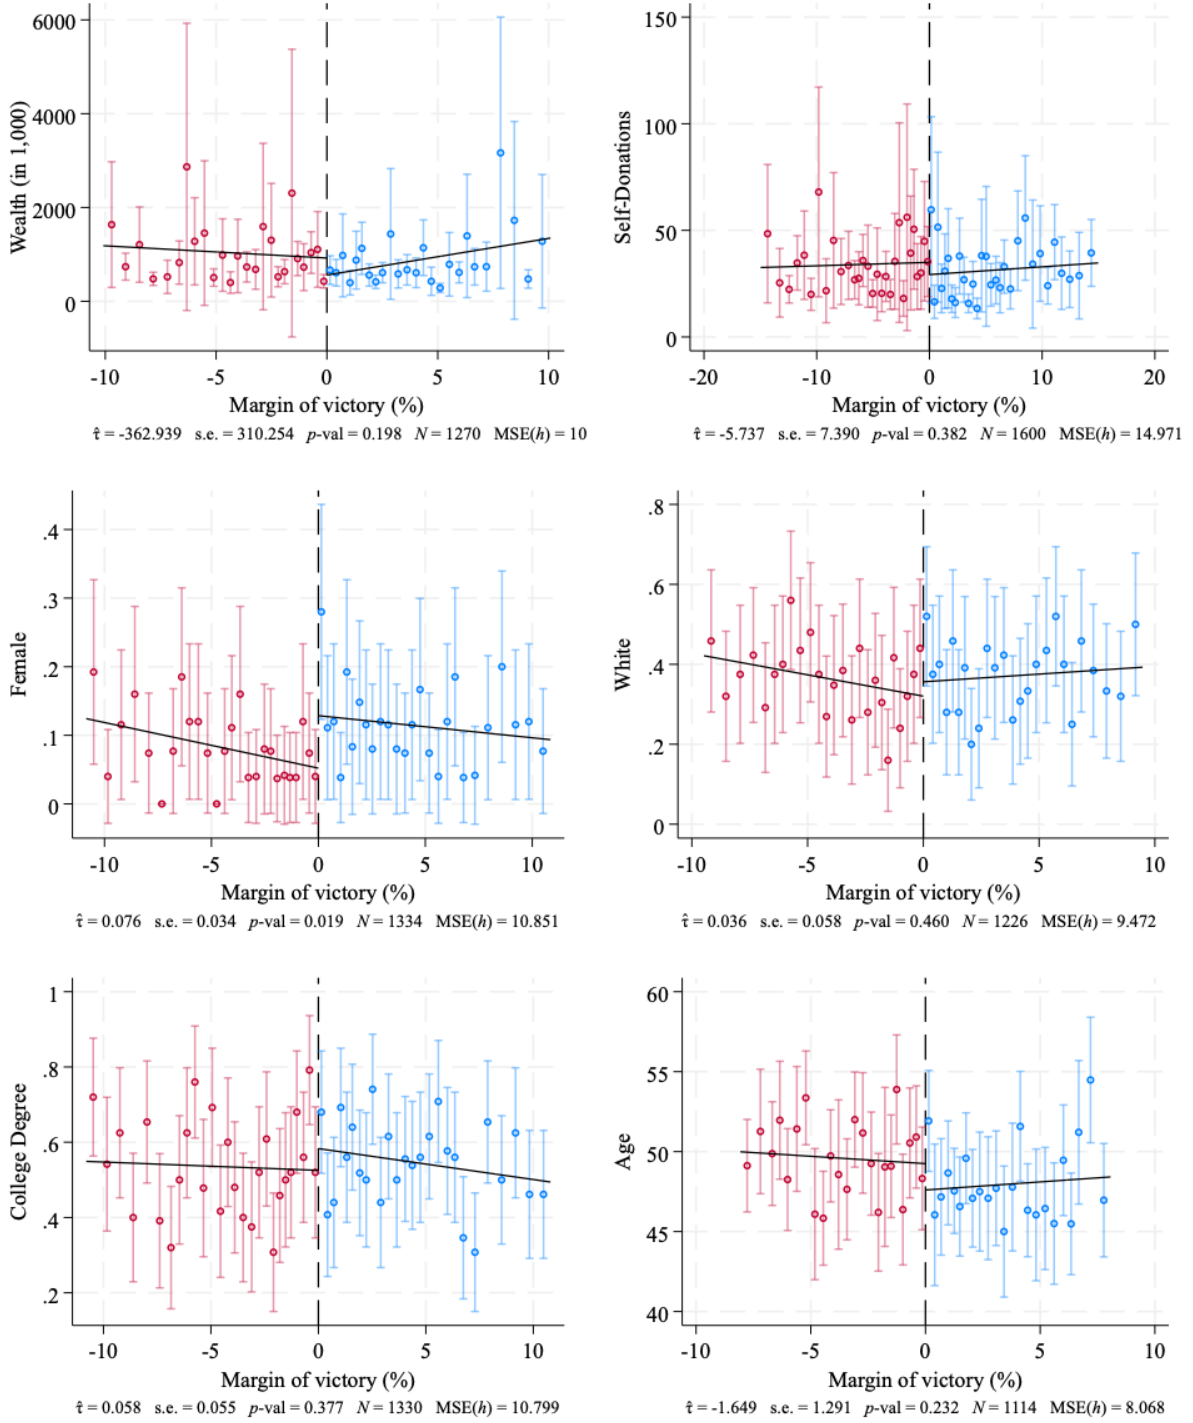 Wealth (in 1,000)
6000
4000
2000
0
-10 -5 0 5 10
Margin of victory (%)
τ̂ = -362.939 s.e. = 310.254 p-val = 0.198 N = 1270 MSE(h) = 10
Self-Donations
150
100
50
0
-20 -10 0 10 20
Margin of victory (%)
τ̂ = -5.737 s.e. = 7.390 p-val = 0.382 N = 1600 MSE(h) = 14.971
Female
.4
.3
.2
.1
0
-10 -5 0 5 10
Margin of victory (%)
τ̂ = 0.076 s.e. = 0.034 p-val = 0.019 N = 1334 MSE(h) = 10.851
White
.8
.6
.4
.2
0
-10 -5 0 5 10
Margin of victory (%)
τ̂ = 0.036 s.e. = 0.058 p-val = 0.460 N = 1226 MSE(h) = 9.472
College Degree
1
.8
.6
.4
.2
-10 -5 0 5 10
Margin of victory (%)
τ̂ = 0.058 s.e. = 0.055 p-val = 0.377 N = 1330 MSE(h) = 10.799
Age
60
55
50
45
40
-10 -5 0 5 10
Margin of victory (%)
τ̂ = -1.649 s.e. = 1.291 p-val = 0.232 N = 1114 MSE(h) = 8.068